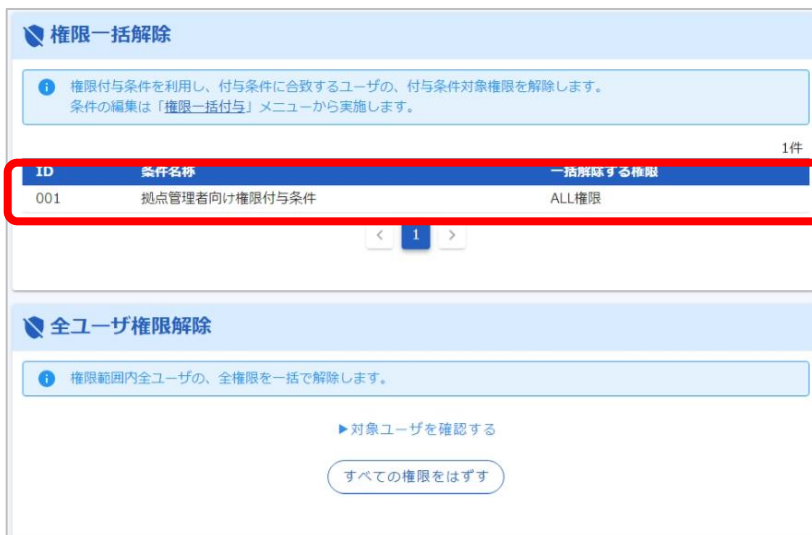 権限一括解除
権限付与条件を利用し、付与条件に合致するユーザの、付与条件対象権限を解除します。
条件の編集は「権限一括付与」メニューから実施します。
1件
ID 条件名称 一括解除する権限
001 拠点管理者向け権限付与条件 ALL権限
< 1 >
全ユーザ権限解除
権限範囲内全ユーザの、全権限を一括で解除します。
▶対象ユーザを確認する
すべての権限をはずす